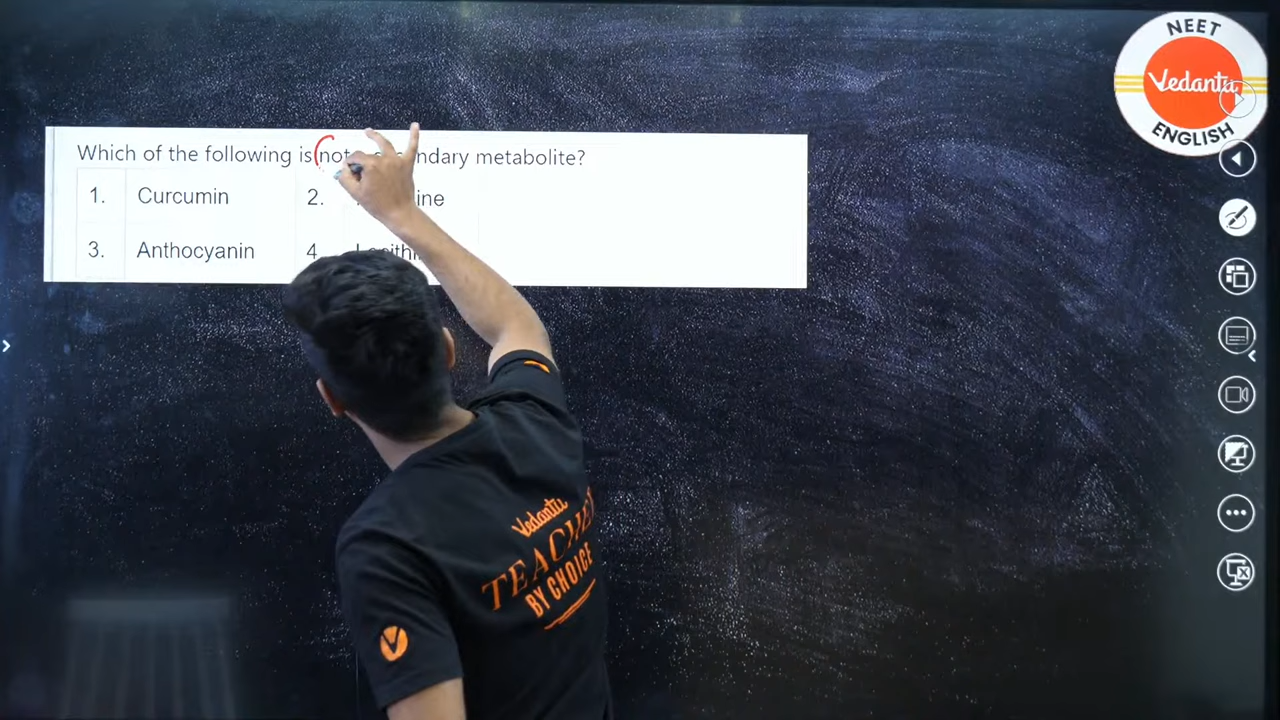 NEET
Vedantu
ENGLISH
Which of the following is not ndary metabolite?
1. Curcumin 2. ine
3. Anthocyanin 4.
Vedantu
TEACHER
BY CHOICE